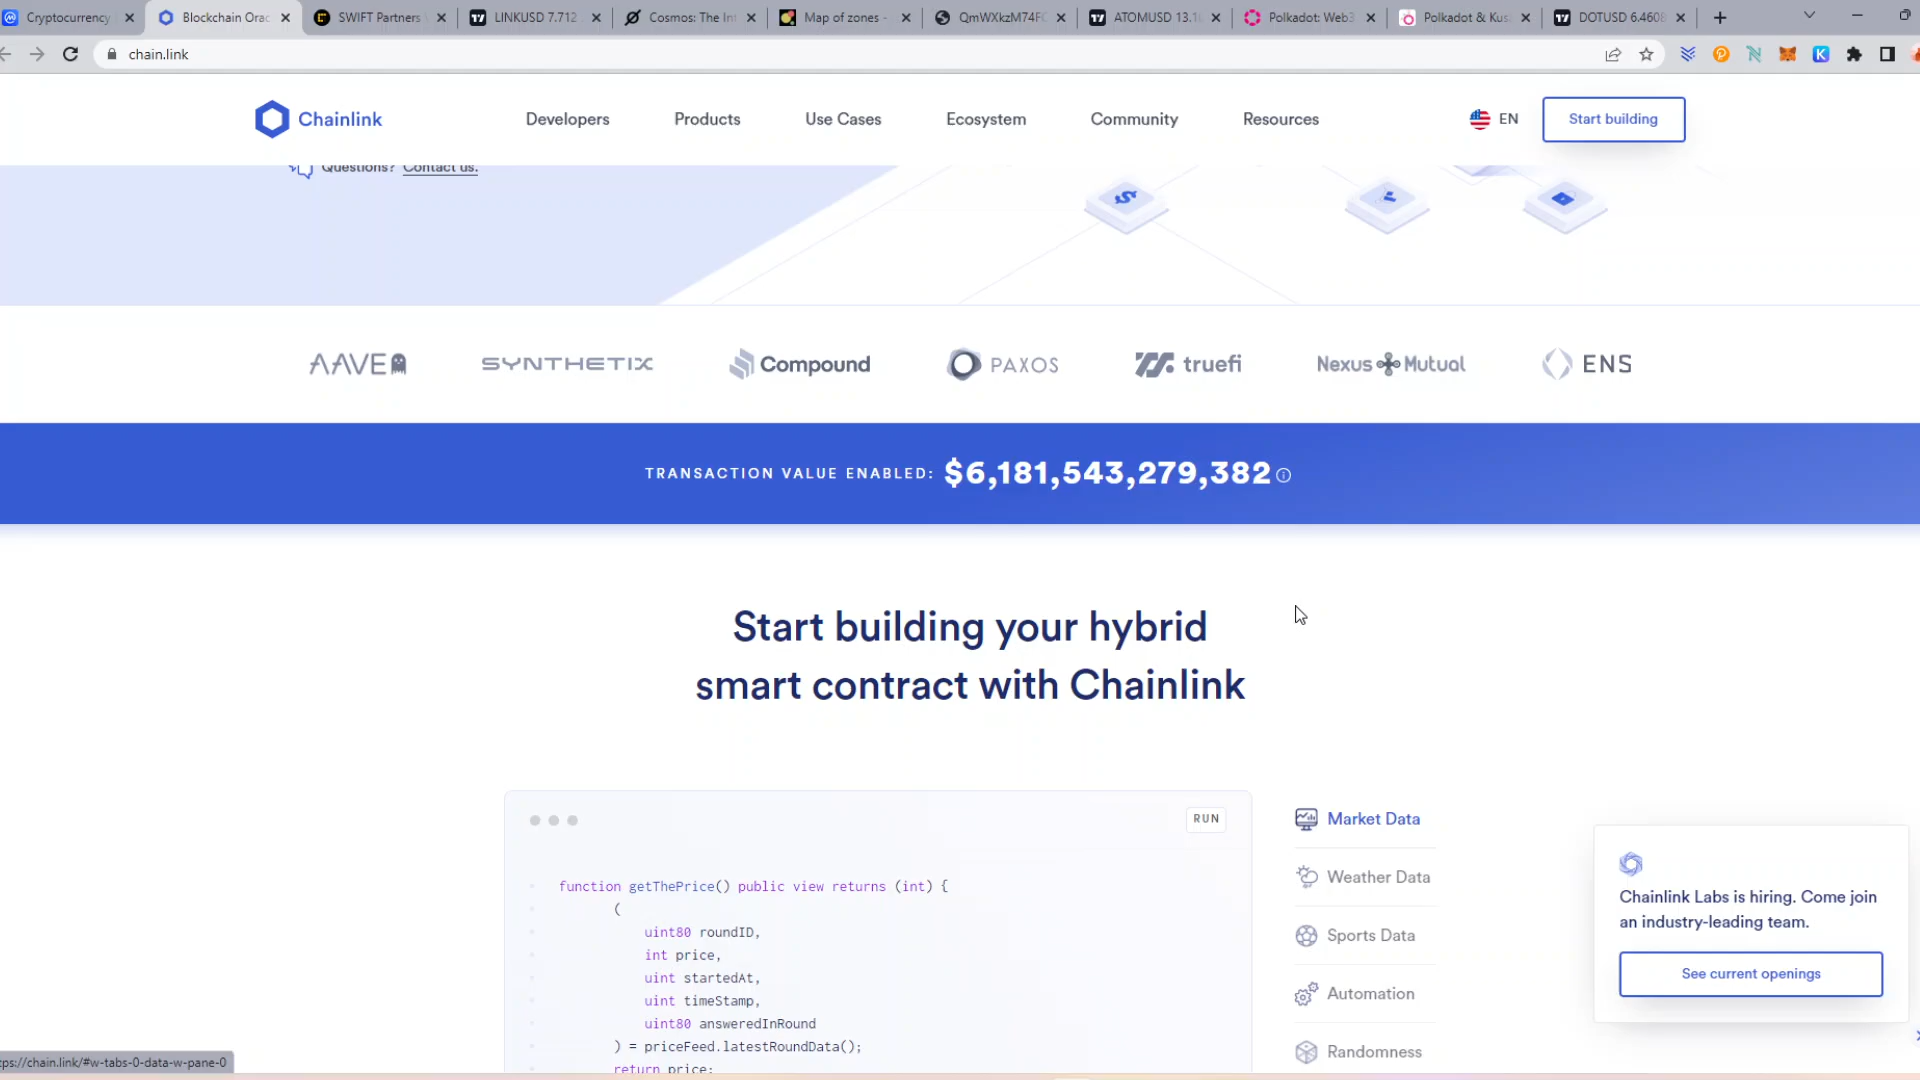 Cryptocurrency
Blockchain Orac
SWIFT Partners
LINKUSD 7.712
Cosmos: The Int
Map of zones -
QmWXkzM74FC
ATOMUSD 13.1
Polkadot: Web3
Polkadot & Kus
DOTUSD 6.4608
chain.link
Chainlink
Developers
Products
Use Cases
Ecosystem
Community
Resources
EN
Start building
Questions? Contact us.
AAVE
SYNTHETIX
Compound
PAXOS
truefi
Nexus Mutual
ENS
TRANSACTION VALUE ENABLED: $6,181,543,279,382
Start building your hybrid
smart contract with Chainlink
RUN
function getThePrice() public view returns (int) {
(
uint80 roundID,
int price,
uint startedAt,
uint timeStamp,
uint80 answeredInRound
) = priceFeed.latestRoundData();
return price;
Market Data
Weather Data
Sports Data
Automation
Randomness
Chainlink Labs is hiring. Come join
an industry-leading team.
See current openings
tps://chain.link/#w-tabs-0-data-w-pane-0